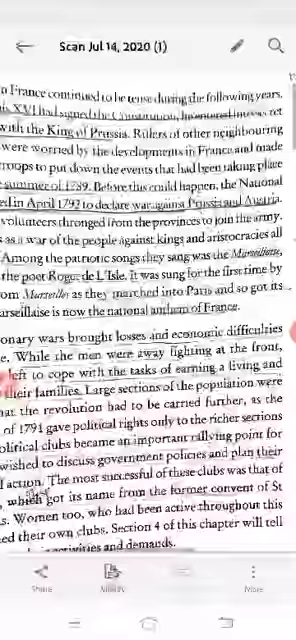 Scan Jul 14, 2020 (1)
n France continued to be tense during the following years.
is XVI had signed the Constitution, he entered into secret
with the King of Prussia. Rulers of other neighbouring
were worried by the developments in France and made
troops to put down the events that had been taking place
summer of 1789. Before this could happen, the National
ed in April 1792 to declare war against Prussia and Austria.
volunteers thronged from the provinces to join the army.
as a war of the people against kings and aristocracies all
Among the patriotic songs they sang was the Marseillaise,
the poet Roget de L'Isle. It was sung for the first time by
om Marseilles as they marched into Paris and so got its
arseillaise is now the national anthem of France.
onary wars brought losses and economic difficulties
e. While the men were away fighting at the front,
left to cope with the tasks of earning a living and
their families. Large sections of the population were
hat the revolution had to be carried further, as the
of 1791 gave political rights only to the richer sections
olitical clubs became an important rallying point for
wished to discuss government policies and plan their
f action. The most successful of these clubs was that of
, which got its name from the former convent of St
s. Women too, who had been active throughout this
ed their own clubs. Section 4 of this chapter will tell
activities and demands.
Share
More